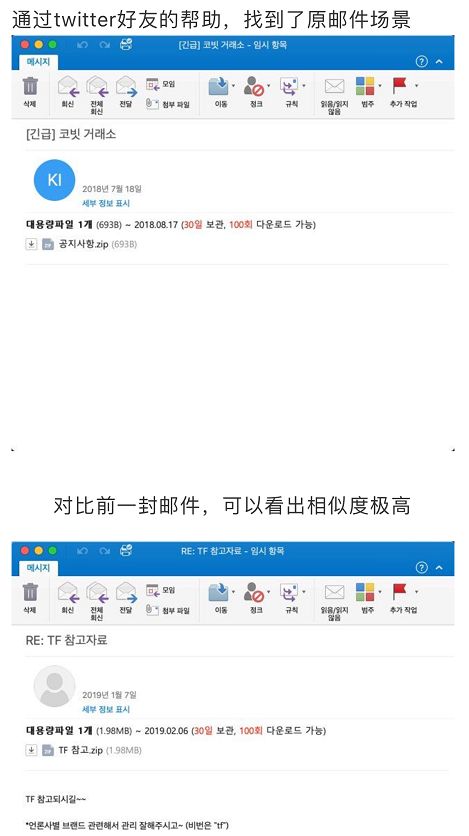 通过twitter好友的帮助，找到了原邮件场景
[긴급] 코빗 거래소 - 임시 항목
메시지
삭제
회신
전체 회신
전달
모임
첨부 파일
이동
정크
규칙
읽음/읽지 않음
범주
추가 작업
[긴급] 코빗 거래소
KI
2018년 7월 18일
세부 정보 표시
대용량파일 1개 (693B) ~ 2018.08.17 (30일 보관, 100회 다운로드 가능)
ZIP 공지사항.zip (693B)
对比前一封邮件，可以看出相似度极高
RE: TF 참고자료 - 임시 항목
메시지
삭제
회신
전체 회신
전달
모임
첨부 파일
이동
정크
규칙
읽음/읽지 않음
범주
추가 작업
RE: TF 참고자료
2019년 1월 7일
세부 정보 표시
대용량파일 1개 (1.98MB) ~ 2019.02.06 (30일 보관, 100회 다운로드 가능)
ZIP TF 참고.zip (1.98MB)
TF 참고되시길~~
*언론사별 브랜드 관련해서 관리 잘해주시고~ (비번은 "tf")